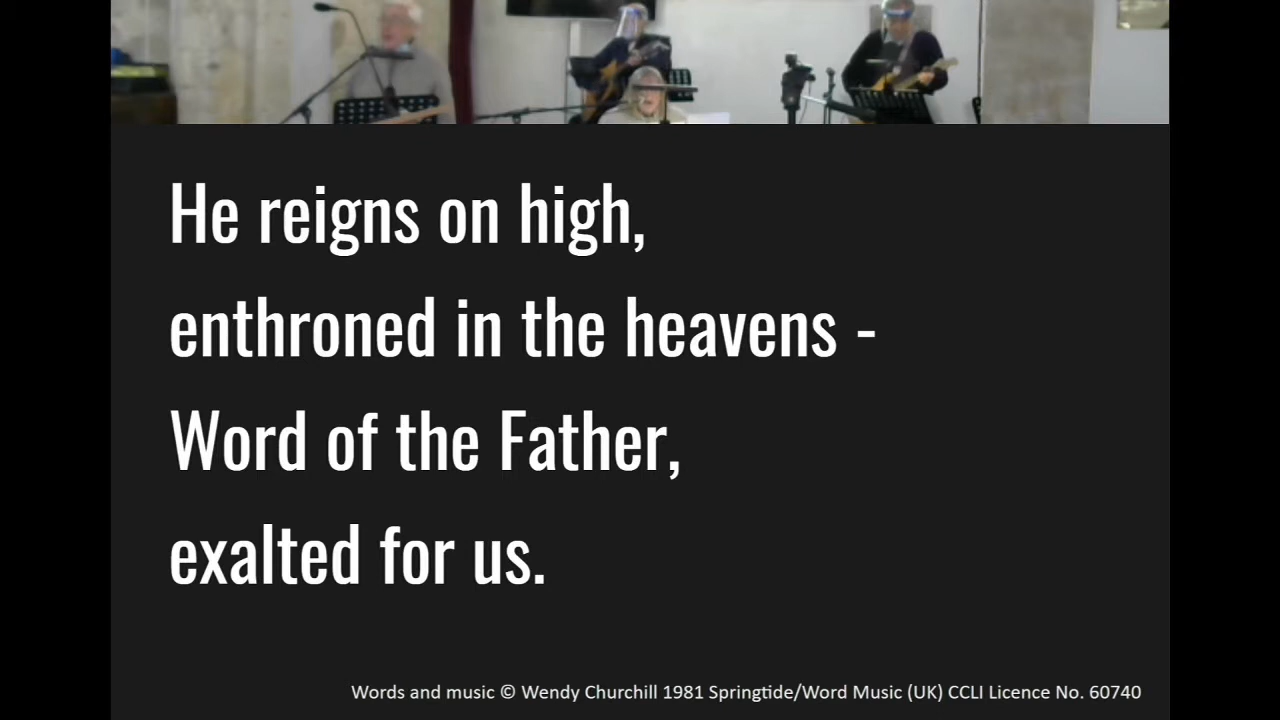 He reigns on high,
enthroned in the heavens -
Word of the Father,
exalted for us.
Words and music © Wendy Churchill 1981 Springtide/Word Music (UK) CCLI Licence No. 60740